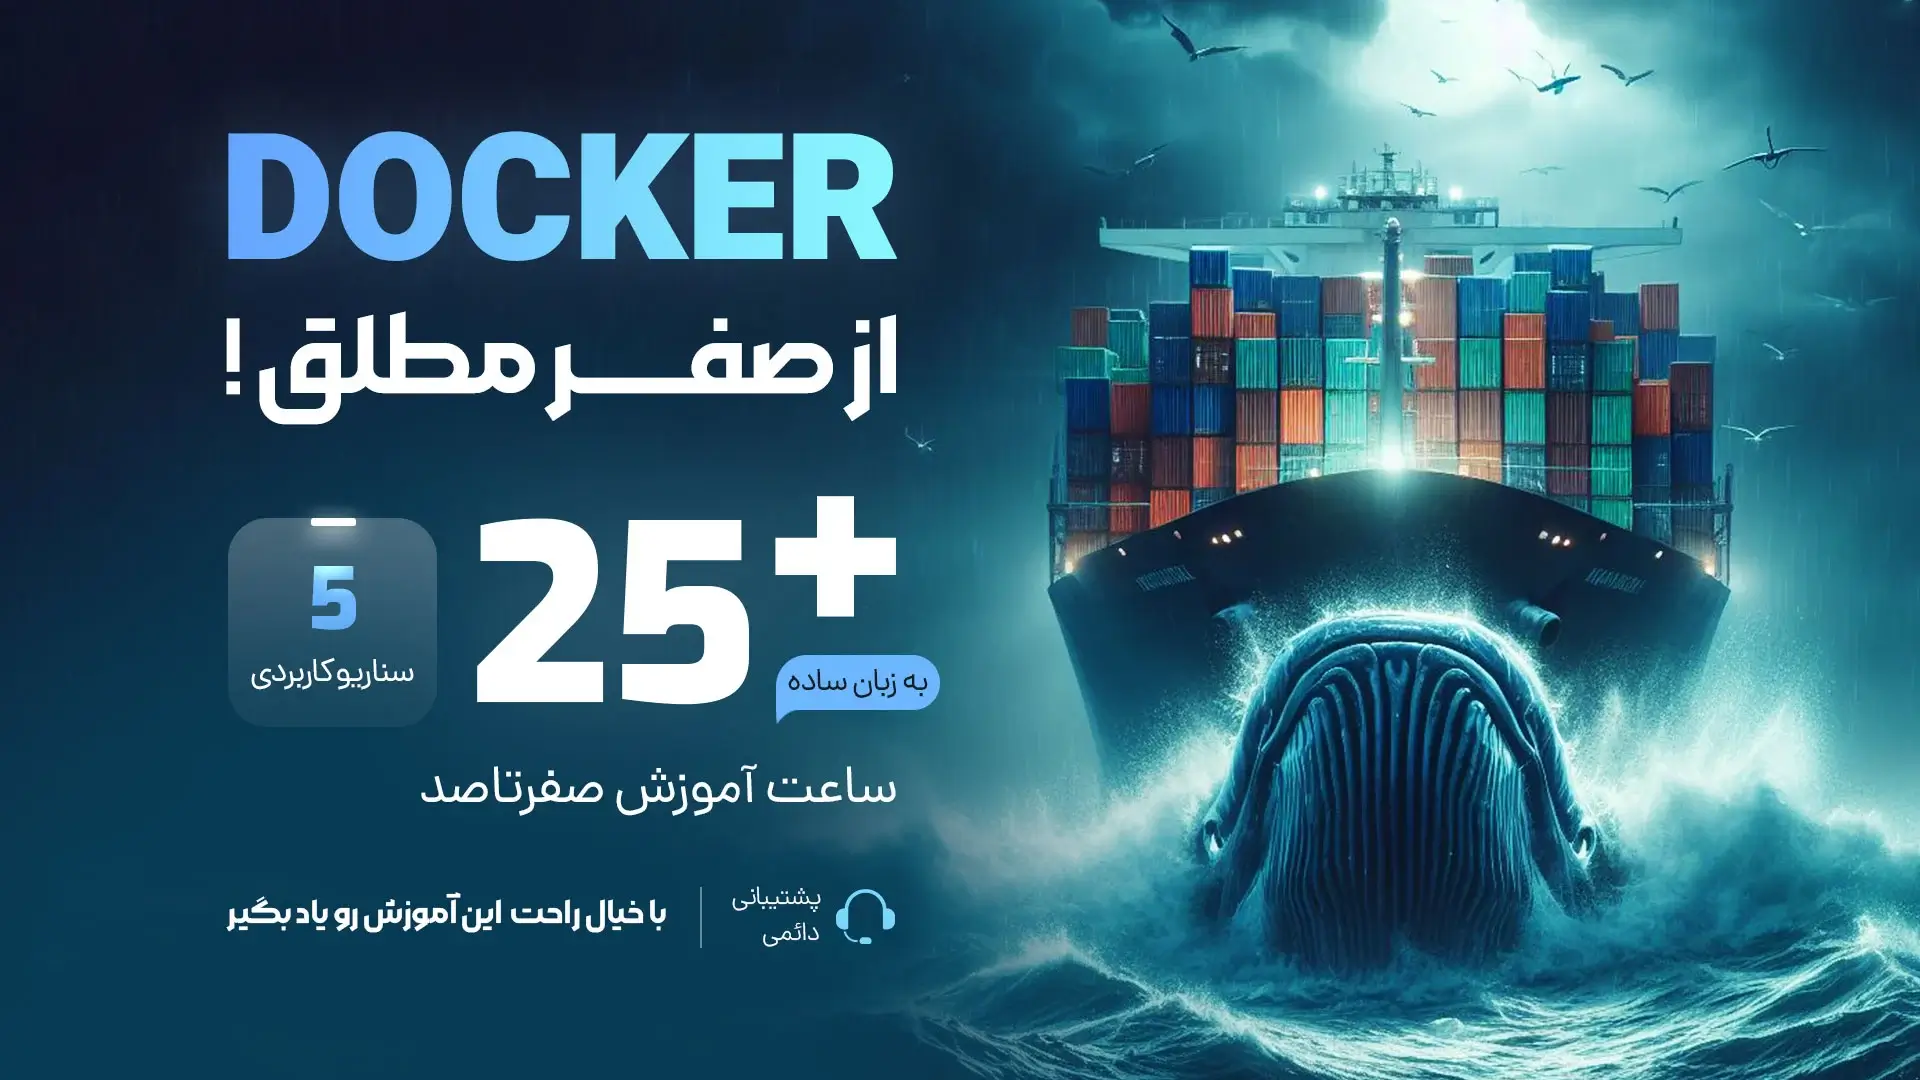 DOCKER
از صفر مطلق !
25+
به زبان ساده
5
سناریو کاربردی
ساعت آموزش صفرتاصد
پشتیبانی
دائمی
با خیال راحت این آموزش رو یاد بگیر